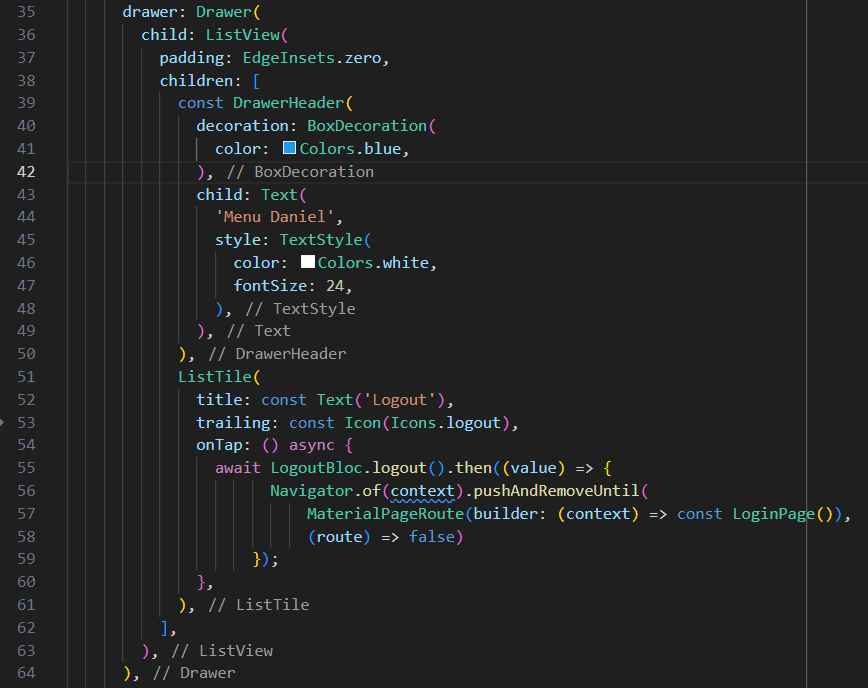 35 drawer: Drawer(
36 child: ListView(
37 padding: EdgeInsets.zero,
38 children: [
39 const DrawerHeader(
40 decoration: BoxDecoration(
41 color: Colors.blue,
42 ), // BoxDecoration
43 child: Text(
44 'Menu Daniel',
45 style: TextStyle(
46 color: Colors.white,
47 fontSize: 24,
48 ), // TextStyle
49 ), // Text
50 ), // DrawerHeader
51 ListTile(
52 title: const Text('Logout'),
53 trailing: const Icon(Icons.logout),
54 onTap: () async {
55 await LogoutBloc.logout().then((value) => {
56 Navigator.of(context).pushAndRemoveUntil(
57 MaterialPageRoute(builder: (context) => const LoginPage()),
58 (route) => false)
59 });
60 },
61 ), // ListTile
62 ],
63 ), // ListView
64 ), // Drawer